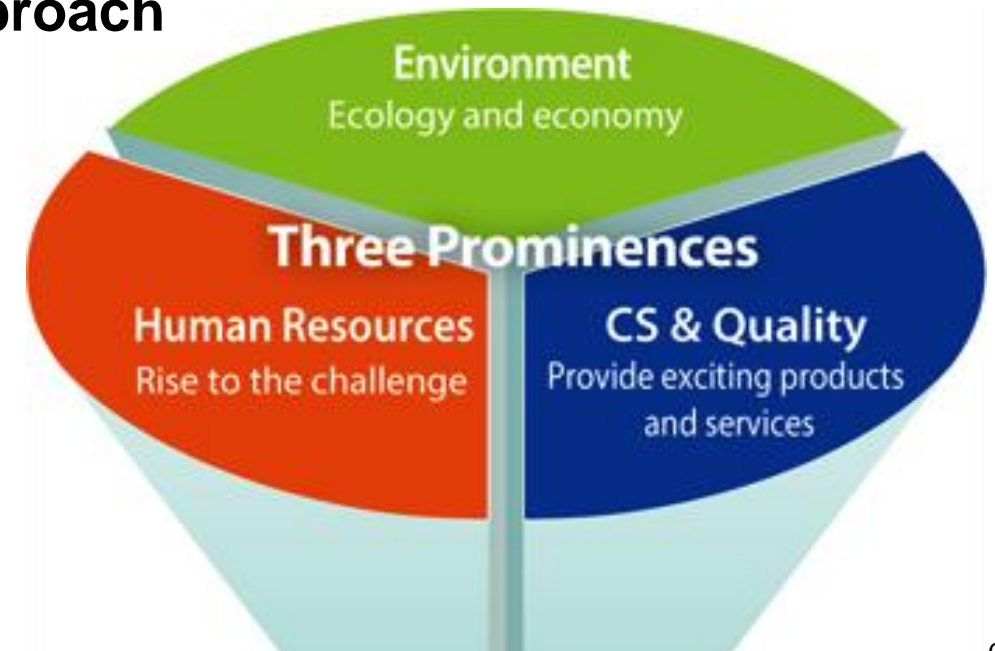 proach
Environment
Ecology and economy
Three Prominences
Human Resources
Rise to the challenge
CS & Quality
Provide exciting products
and services